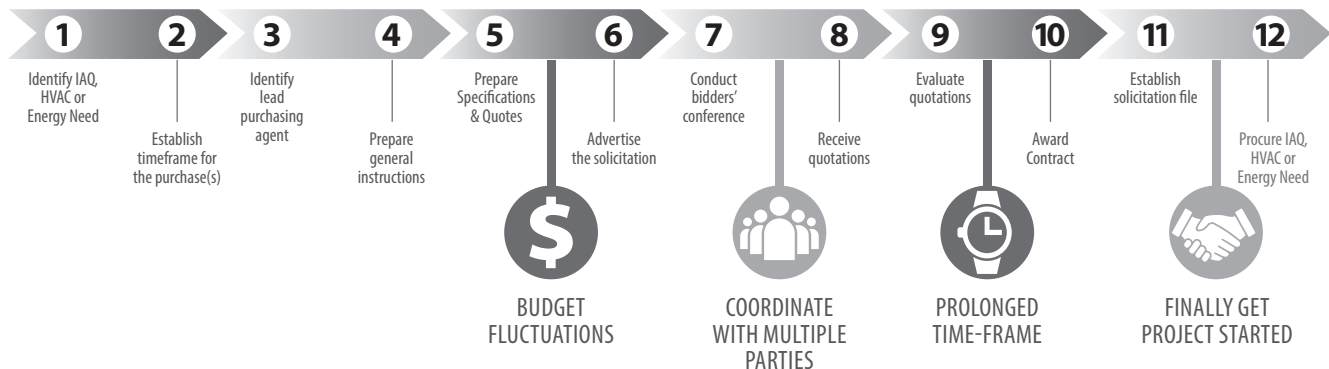 1
Identify IAQ,
HVAC or
Energy Need
2
Establish
timeframe for
the purchase(s)
3
Identify
lead
purchasing
agent
4
Prepare
general
instructions
5
Prepare
Specifications
& Quotes
6
Advertise
the solicitation
7
Conduct
bidders’
conference
8
Receive
quotations
9
Evaluate
quotations
10
Award
Contract
11
Establish
solicitation file
12
Procure IAQ,
HVAC or
Energy Need
$
BUDGET
FLUCTUATIONS
COORDINATE
WITH MULTIPLE
PARTIES
PROLONGED
TIME-FRAME
FINALLY GET
PROJECT STARTED